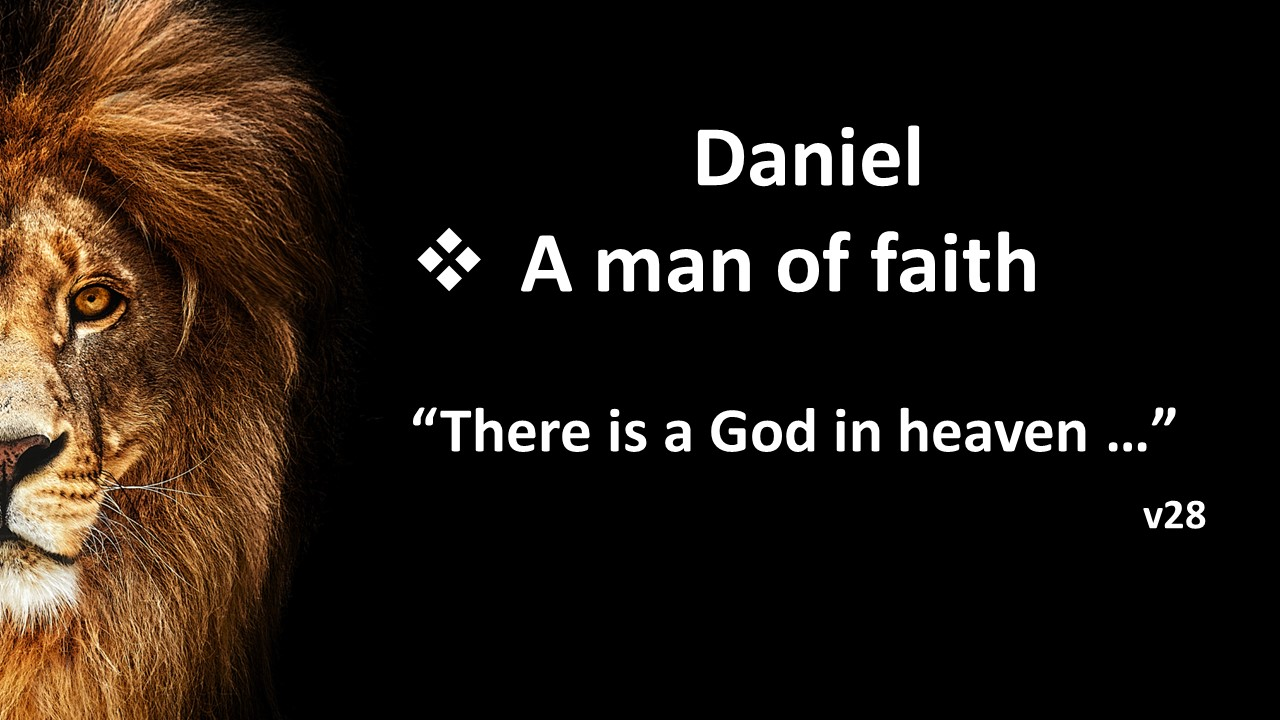 Daniel
❖ A man of faith
“There is a God in heaven …”
v28